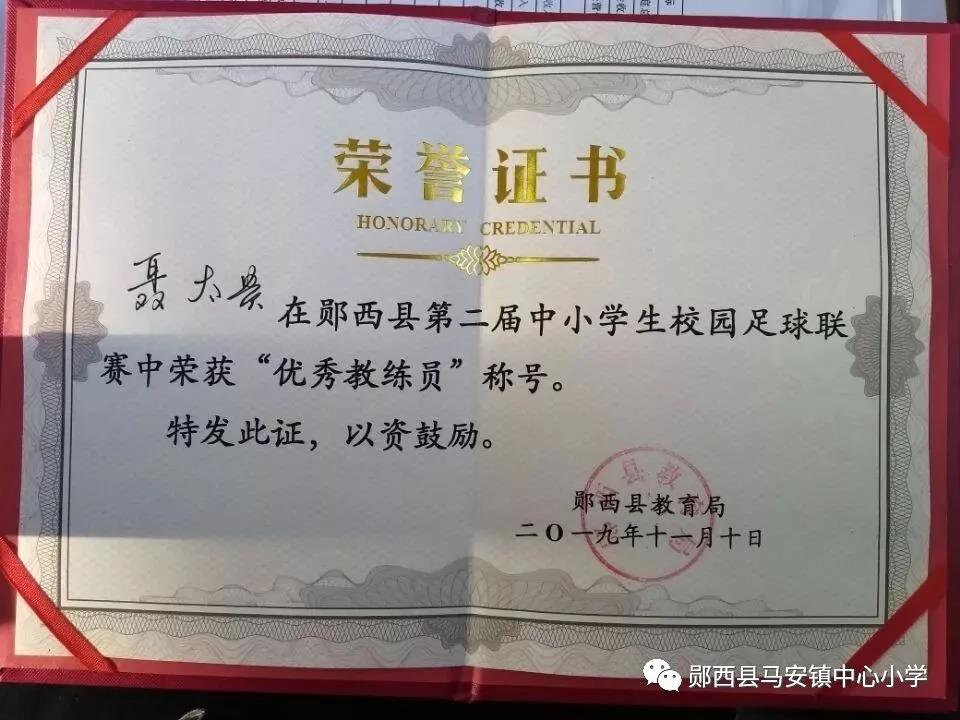 荣誉证书
HONORARY CREDENTIAL
聂太
在郧西县第二届中小学生校园足球联
赛中荣获“优秀教练员”称号。
特发此证，以资鼓励。
郧西县教育局
二O一九年十一月十日
郧西县马安镇中心小学